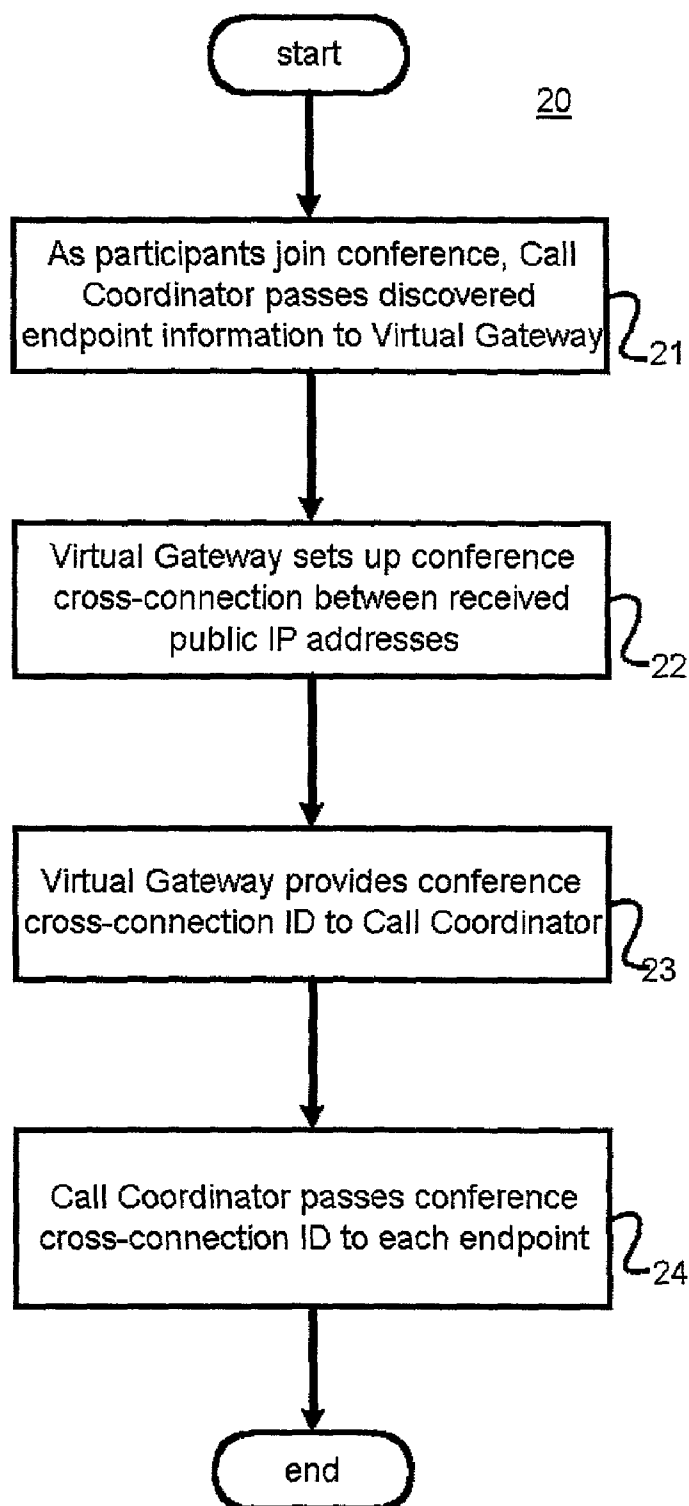 start
20
As participants join conference, Call
Coordinator passes discovered
endpoint information to Virtual Gateway
21
Virtual Gateway sets up conference
cross-connection between received
public IP addresses
22
Virtual Gateway provides conference
cross-connection ID to Call Coordinator
23
Call Coordinator passes conference
cross-connection ID to each endpoint
24
end